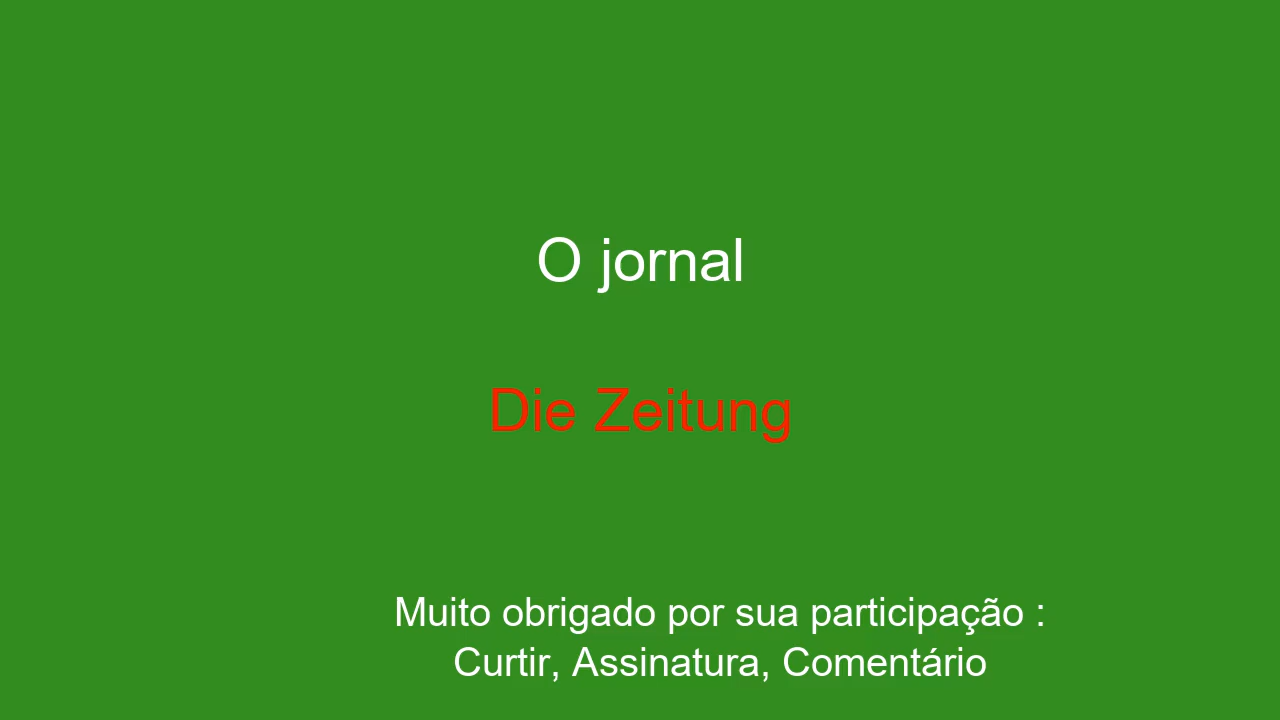 O jornal
Die Zeitung
Muito obrigado por sua participação :
Curtir, Assinatura, Comentário